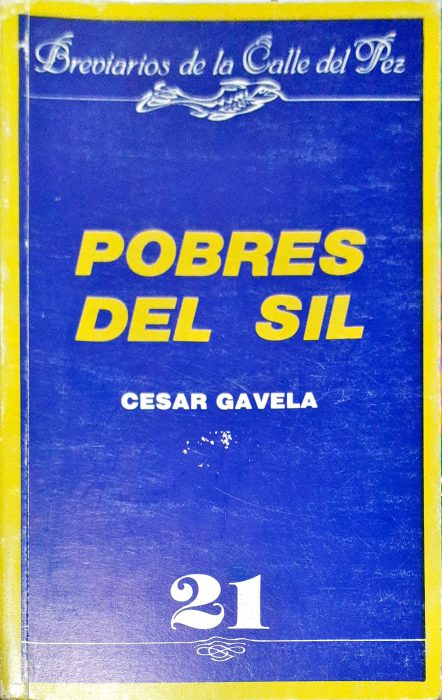 Breviarios de la Calle del Pez
POBRES
DEL SIL
CESAR GAVELA
21